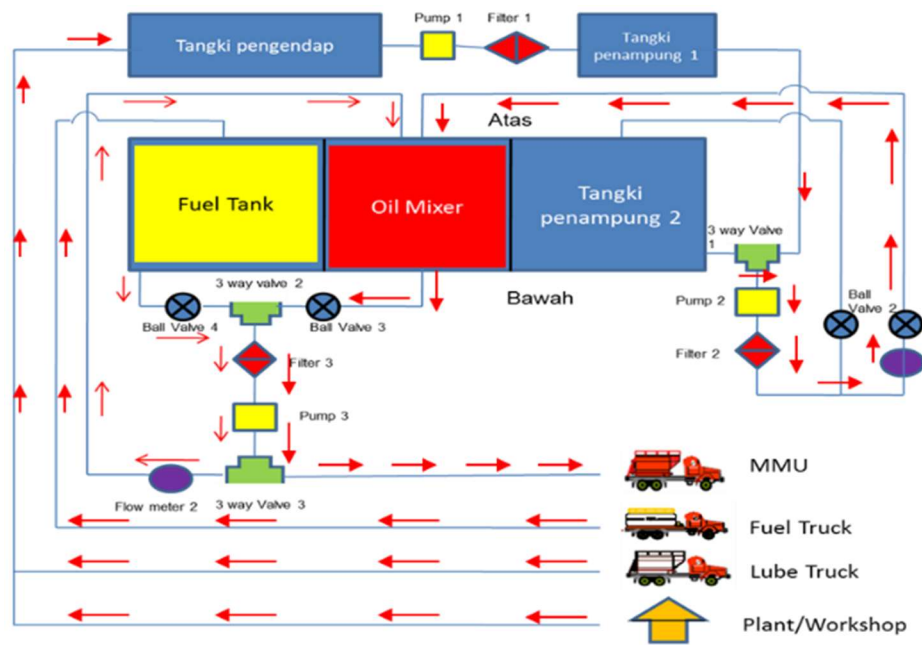 Pump 1
Filter 1
Tangki pengendap
Tangki
penampung 1
Atas
Fuel Tank
Oil Mixer
Tangki
penampung 2
3 way Valve
1
3 way valve 2
Bawah
Ball Valve 4
Ball Valve 3
Pump 2
Ball
Valve 2
Filter 2
Filter 3
Pump 3
MMU
Flow meter 2
3 way Valve 3
Fuel Truck
Lube Truck
Plant/Workshop